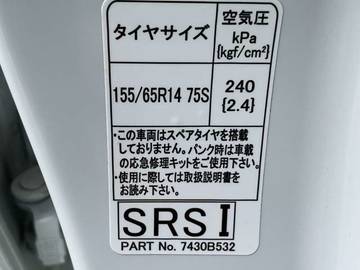 タイヤサイズ 空気圧
kPa
{kgf/cm²}
155/65R14 75S 240
{2.4}
・この車両はスペアタイヤを搭載
しておりません。パンク時は車載
の応急修理キットをご使用下さい。
・使用に際しては取扱説明書を
お読み下さい。
SRS I
PART No. 7430B532